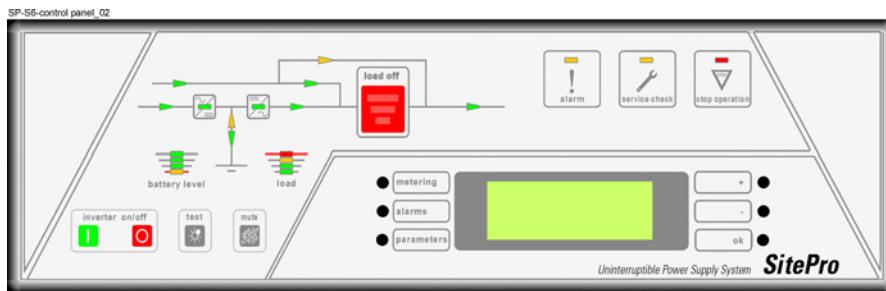 SP-S6-control panel_02
load off
alarm
service check
stop operation
battery level
load
metering
+
alarms
-
parameters
ok
inverter on/off
test
mute
I
O
Uninterruptible Power Supply System
SitePro